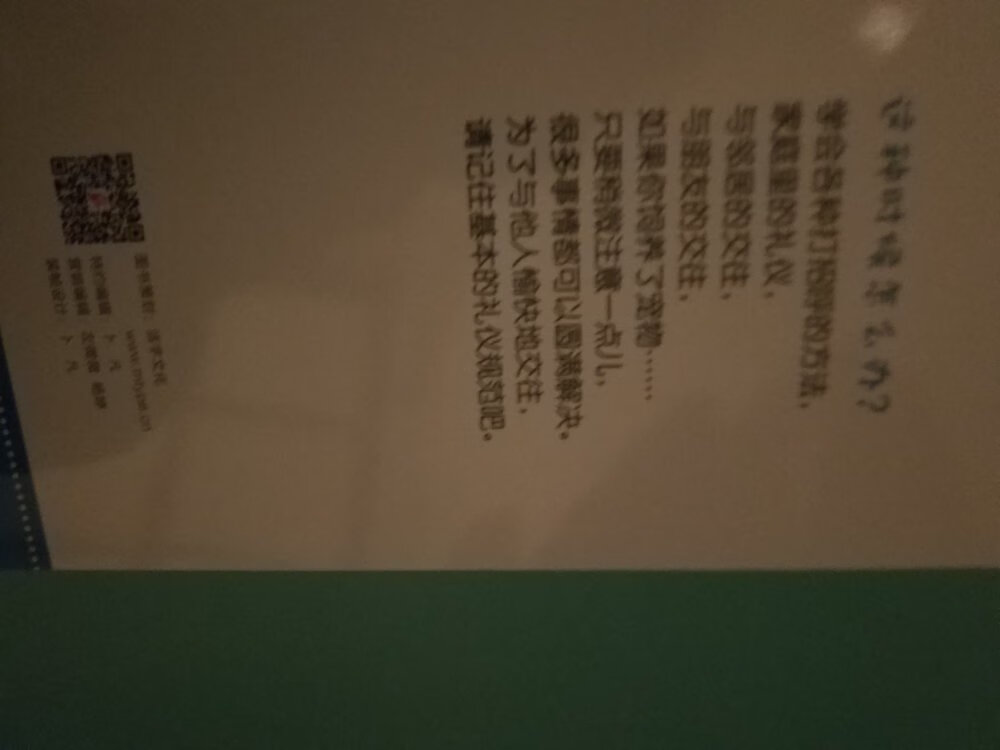 这种时候怎么办?
学会各种打招呼的方法,
家庭里的礼仪,
与邻居的交往,
与朋友的交往,
如果你饲养了宠物……
只要稍微注意一点儿,
很多事情都可以圆满解决。
为了与他人愉快地交往,
请记住基本的礼仪规范吧。